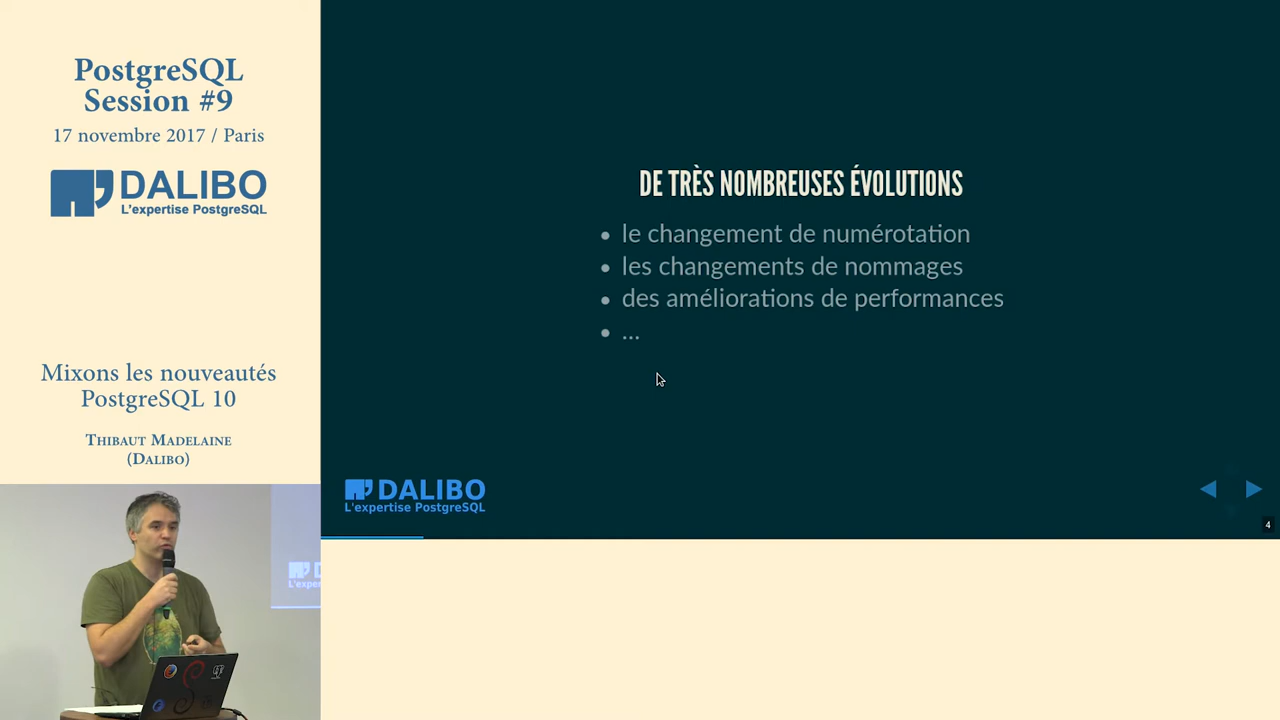 PostgreSQL
Session #9
17 novembre 2017 / Paris
DALIBO
L'expertise PostgreSQL
Mixons les nouveautés
PostgreSQL 10
Thibaut Madelaine
(Dalibo)
DE TRÈS NOMBREUSES ÉVOLUTIONS
• le changement de numérotation
• les changements de nommages
• des améliorations de performances
• ...
DALIBO
L'expertise PostgreSQL
4